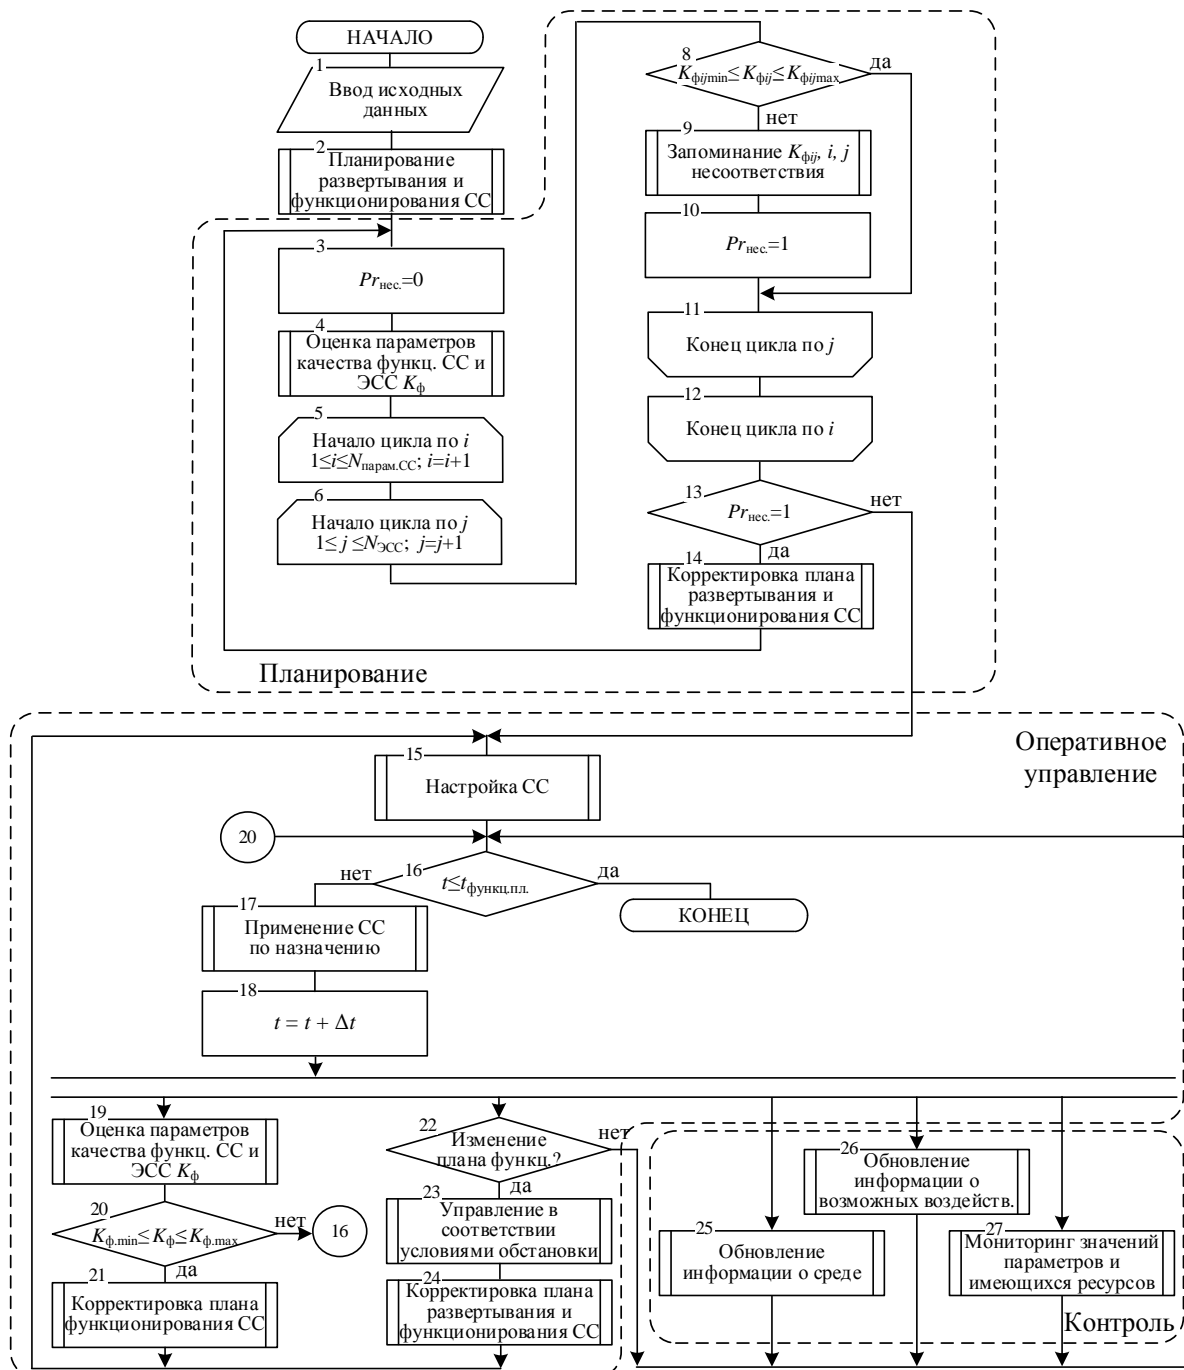 НАЧАЛО
1
Ввод исходных
данных
2
Планирование
развертывания и
функционирования СС
3
Prнес.=0
4
Оценка параметров
качества функц. СС и
ЭСС Kф
5
Начало цикла по i
1≤i≤Nпарам.СС; i=i+1
6
Начало цикла по j
1≤ j ≤NЭСС; j=j+1
8
Kфijmin≤ Kфij≤ Kфijmax
да
нет
9
Запоминание Kфij, i, j
несоответствия
10
Prнес.=1
11
Конец цикла по j
12
Конец цикла по i
13
Prнес.=1
нет
да
14
Корректировка плана
развертывания и
функционирования СС
Планирование
Оперативное
управление
15
Настройка СС
20
16
t≤tфункц.пл.
нет
да
КОНЕЦ
17
Применение СС
по назначению
18
t = t + Δt
19
Оценка параметров
качества функц. СС и
ЭСС Kф
20
Kф.min≤ Kф≤ Kф.max
нет
16
да
21
Корректировка плана
функционирования СС
22
Изменение
плана функц.?
нет
да
23
Управление в
соответствии
условиями обстановки
24
Корректировка плана
развертывания и
функционирования СС
25
Обновление
информации о среде
26
Обновление
информации о
возможных воздейств.
27
Мониторинг значений
параметров и
имеющихся ресурсов
Контроль